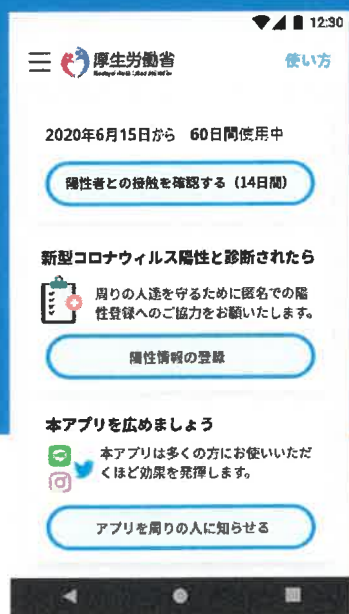 12:30
厚生労働省
使い方
2020年6月15日から 60日間使用中
陽性者との接触を確認する（14日間）
新型コロナウィルス陽性と診断されたら
周りの人達を守るために匿名での陽
性登録へのご協力をお願いいたします。
陽性情報の登録
本アプリを広めましょう
本アプリは多くの方にお使いいただ
くほど効果を発揮します。
アプリを周りの人に知らせる